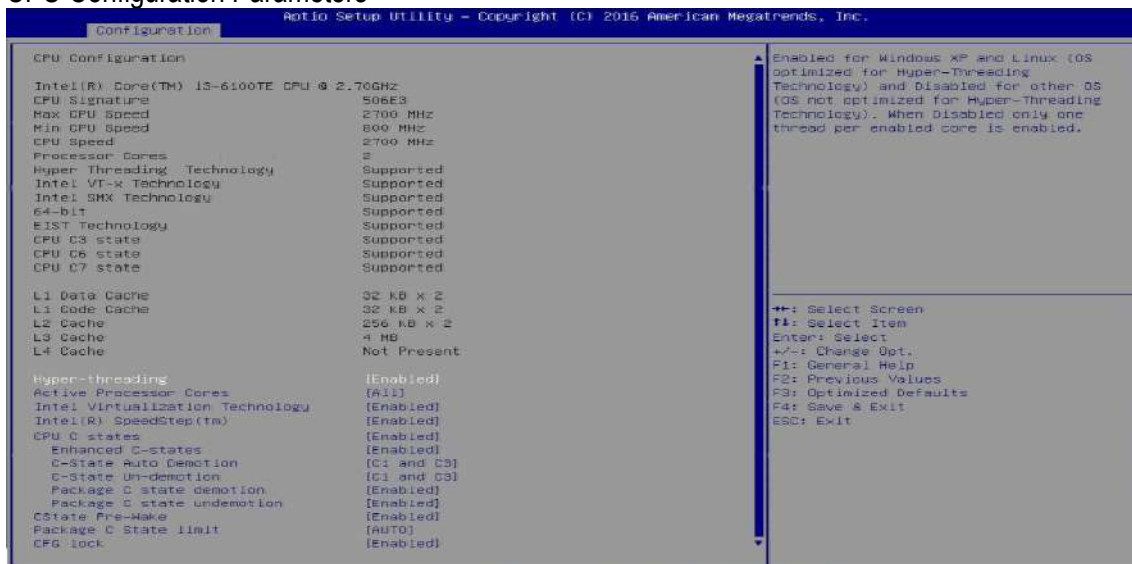 Aptio Setup Utility – Copyright (C) 2016 American Megatrends, Inc.
Configuration
CPU Configuration
Intel(R) Core(TM) i3-6100TE CPU @ 2.70GHz
CPU Signature 506E3
Max CPU Speed 2700 MHz
Min CPU Speed 800 MHz
CPU Speed 2700 MHz
Processor Cores 2
Hyper Threading Technology Supported
Intel VT-x Technology Supported
Intel SMX Technology Supported
64-bit Supported
EIST Technology Supported
CPU C3 state Supported
CPU C6 state Supported
CPU C7 state Supported
L1 Data Cache 32 KB x 2
L1 Code Cache 32 KB x 2
L2 Cache 256 KB x 2
L3 Cache 4 MB
L4 Cache Not Present
Hyper-threading [Enabled]
Active Processor Cores [All]
Intel Virtualization Technology [Enabled]
Intel(R) SpeedStep(tm) [Enabled]
CPU C states [Enabled]
Enhanced C-states [Enabled]
C-State Auto Demotion [C1 and C3]
C-State Un-demotion [C1 and C3]
Package C state demotion [Enabled]
Package C state undemotion [Enabled]
CState Pre-Wake [Enabled]
Package C State limit [AUTO]
CFG lock [Enabled]
Enabled for Windows XP and Linux (OS
optimized for Hyper-Threading
Technology) and Disabled for other OS
(OS not optimized for Hyper-Threading
Technology). When Disabled only one
thread per enabled core is enabled.
→←: Select Screen
↑↓: Select Item
Enter: Select
+/-: Change Opt.
F1: General Help
F2: Previous Values
F3: Optimized Defaults
F4: Save & Exit
ESC: Exit